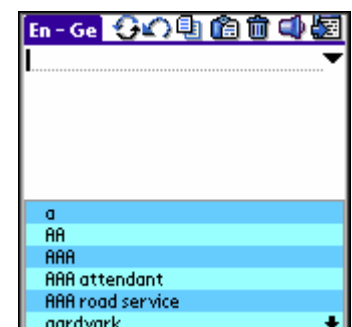 En - Ge
a
AA
AAA
AAA attendant
AAA road service
aardvark